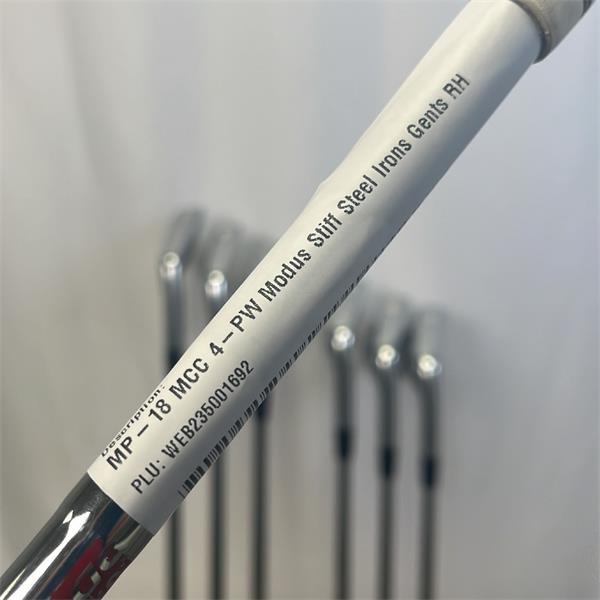 Description:
MP-18 MCC 4-PW Modus Stiff Steel Irons Gents RH
PLU: WEB235001692